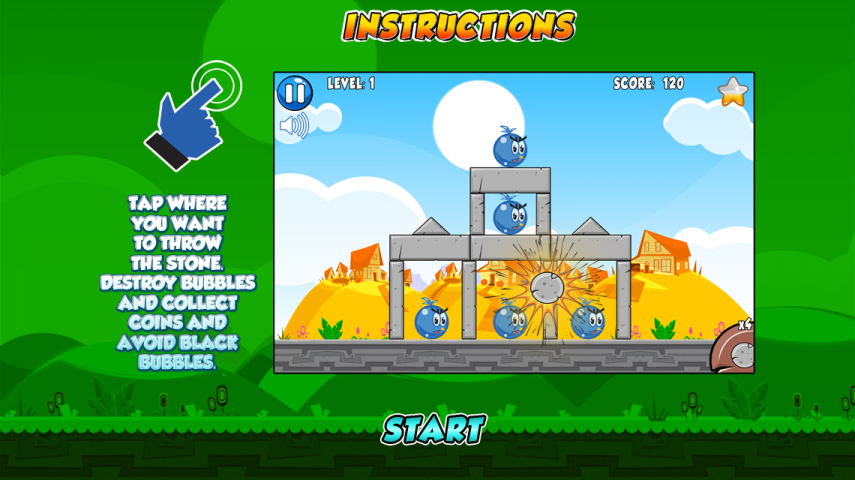 INSTRUCTIONS
LEVEL: 1
SCORE: 120
TAP WHERE
YOU WANT
TO THROW
THE STONE.
DESTROY BUBBLES
AND COLLECT
COINS AND
AVOID BLACK
BUBBLES.
x4
START